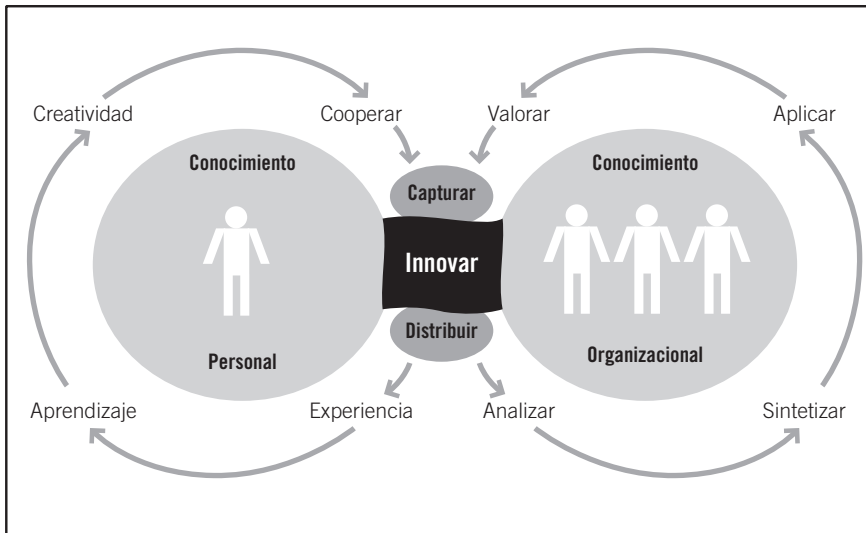 Creatividad
Cooperar
Valorar
Aplicar
Conocimiento
Conocimiento
Capturar
Innovar
Distribuir
Personal
Organizacional
Aprendizaje
Experiencia
Analizar
Sintetizar